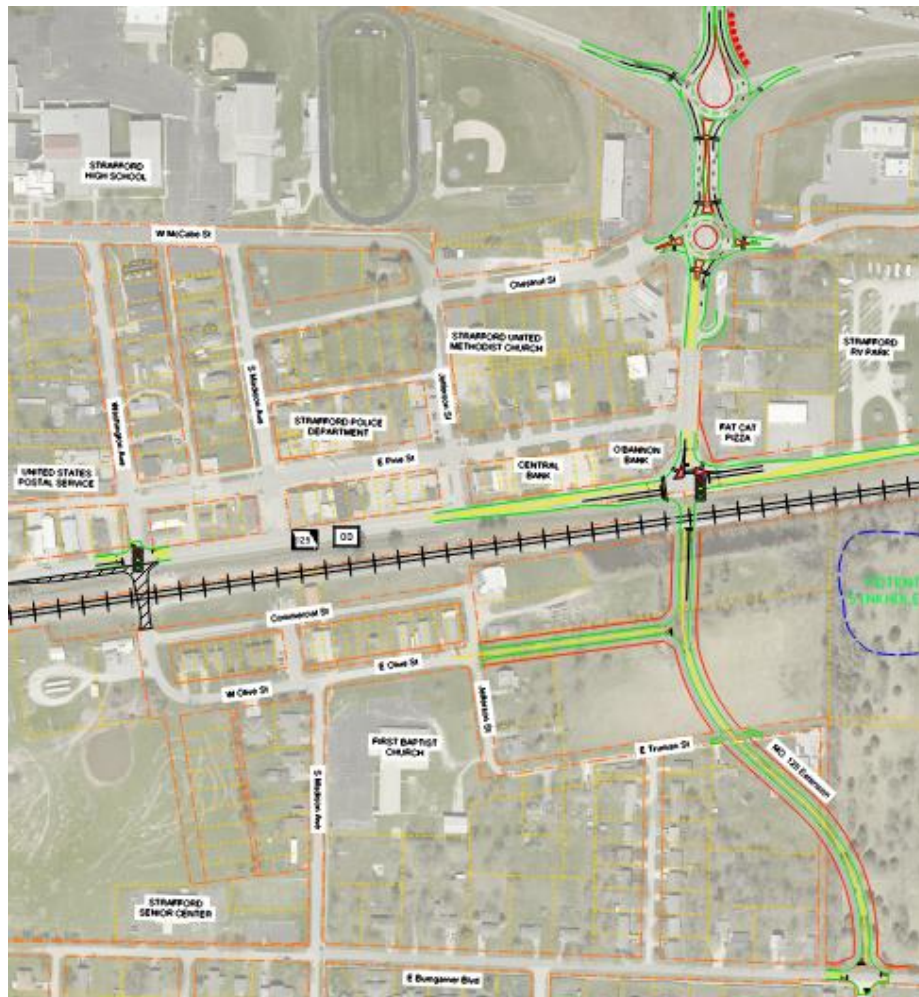 STRAFFORD
HIGH SCHOOL
W McCabe St
Chestnut St
STRAFFORD UNITED
METHODIST CHURCH
STRAFFORD
RV PARK
S Madison Ave
Jefferson St
Washington Ave
STRAFFORD POLICE
DEPARTMENT
FAT CAT
PIZZA
O'BANNON
BANK
E Pine St
CENTRAL
BANK
UNITED STATES
POSTAL SERVICE
125
OO
Commercial St
E Olive St
W Olive St
Jefferson St
FIRST BAPTIST
CHURCH
E Truman St
MO 125 Extension
S Madison Ave
STRAFFORD
SENIOR CENTER
E Bumgarner Blvd